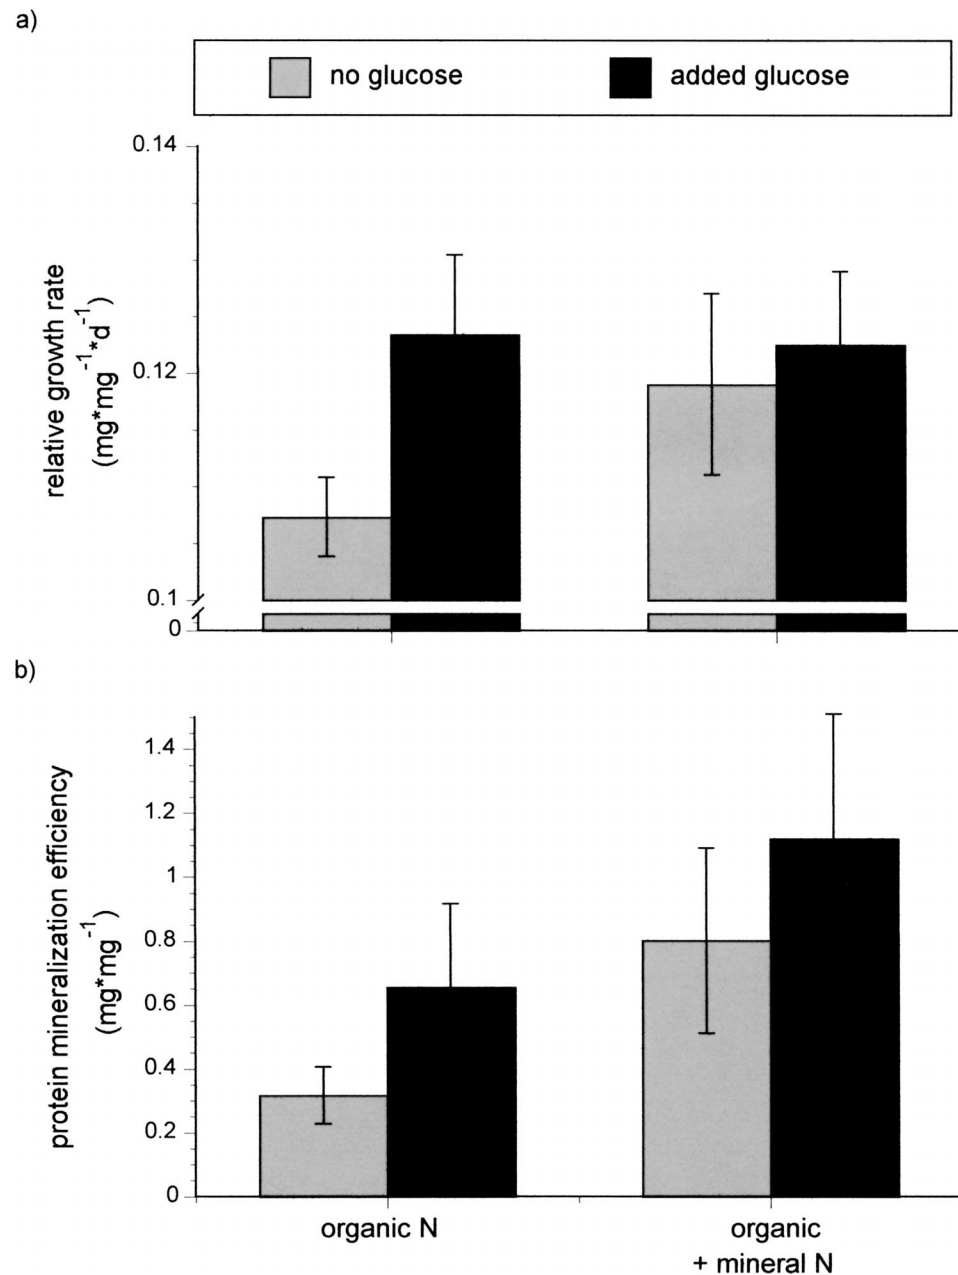 a)
no glucose
added glucose
0.14
0.12
0.1
0
relative growth rate
(mg*mg⁻¹*d⁻¹)
b)
1.4
1.2
1
0.8
0.6
0.4
0.2
0
protein mineralization efficiency
(mg*mg⁻¹)
organic N
organic
+ mineral N